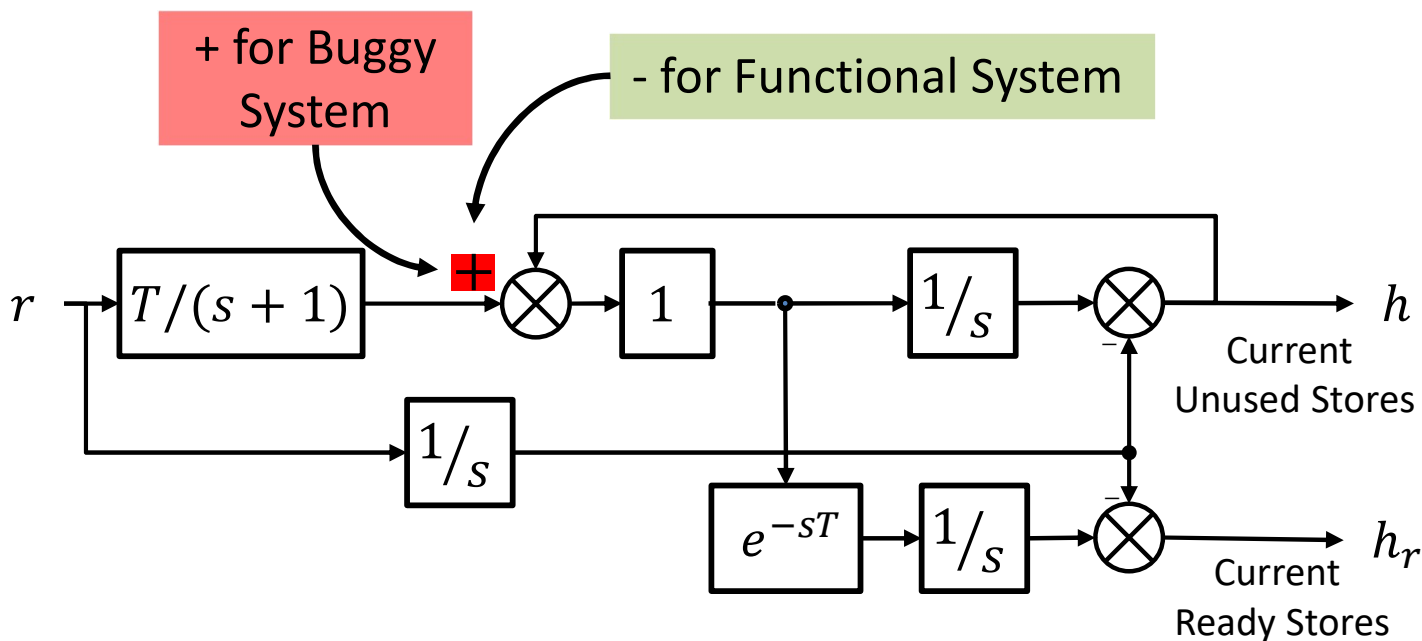 + for Buggy
System
- for Functional System
+
r
T/(s + 1)
1
1/s
−
h
Current
Unused Stores
1/s
−
e^{-sT}
1/s
h_r
Current
Ready Stores